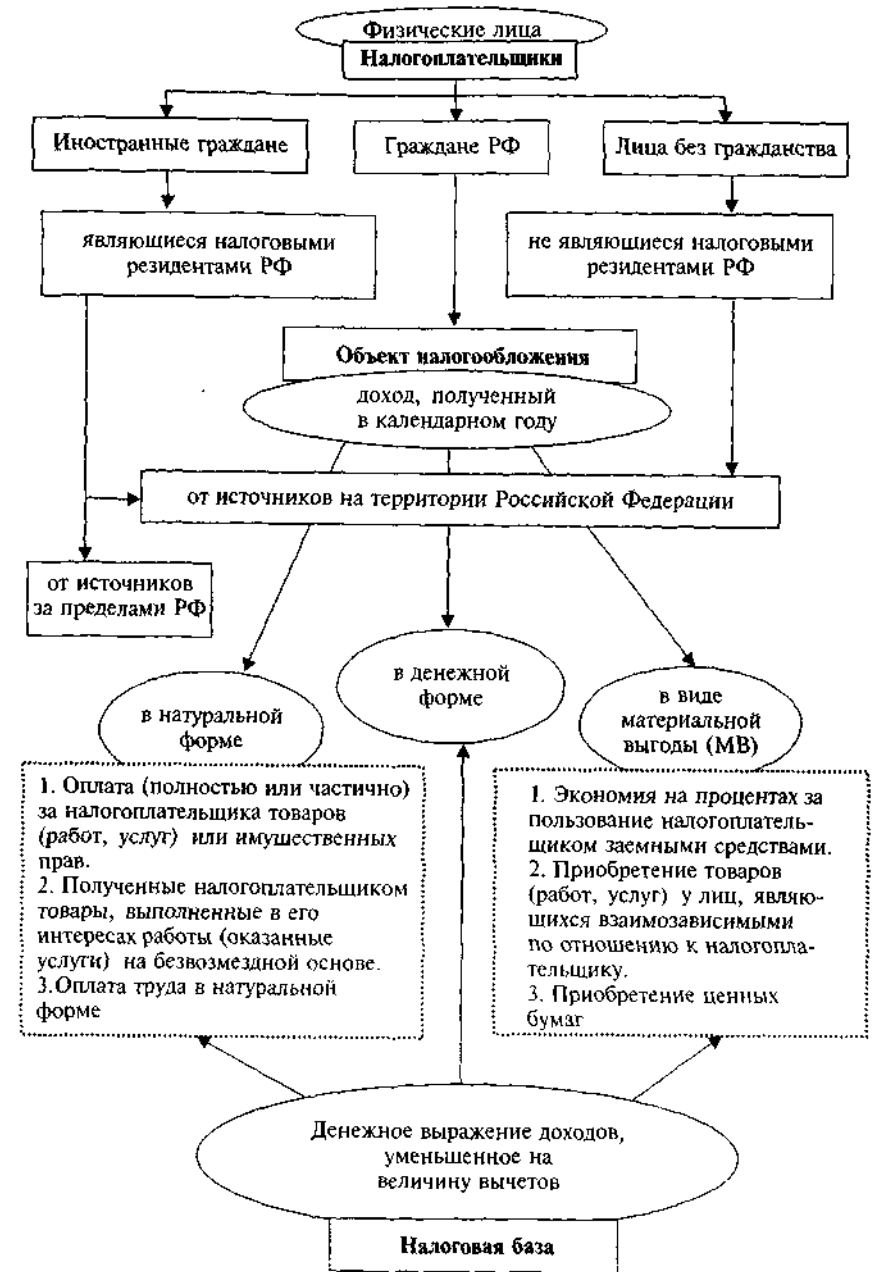 Физические лица
Налогоплательщики
Иностранные граждане
Граждане РФ
Лица без гражданства
являющиеся налоговыми
резидентами РФ
не являющиеся налоговыми
резидентами РФ
Объект налогообложения
доход, полученный
в календарном году
от источников на территории Российской Федерации
от источников
за пределами РФ
в натуральной
форме
в денежной
форме
в виде
материальной
выгоды (МВ)
1. Оплата (полностью или частично)
за налогоплательщика товаров
(работ, услуг) или имущественных
прав.
2. Полученные налогоплательщиком
товары, выполненные в его
интересах работы (оказанные
услуги) на безвозмездной основе.
3.Оплата труда в натуральной
форме
1. Экономия на процентах за
пользование налогоплатель-
щиком заемными средствами.
2. Приобретение товаров
(работ, услуг) у лиц, являю-
щихся взаимозависимыми
по отношению к налогопла-
тельщику.
3. Приобретение ценных
бумаг
Денежное выражение доходов,
уменьшенное на
величину вычетов
Налоговая база